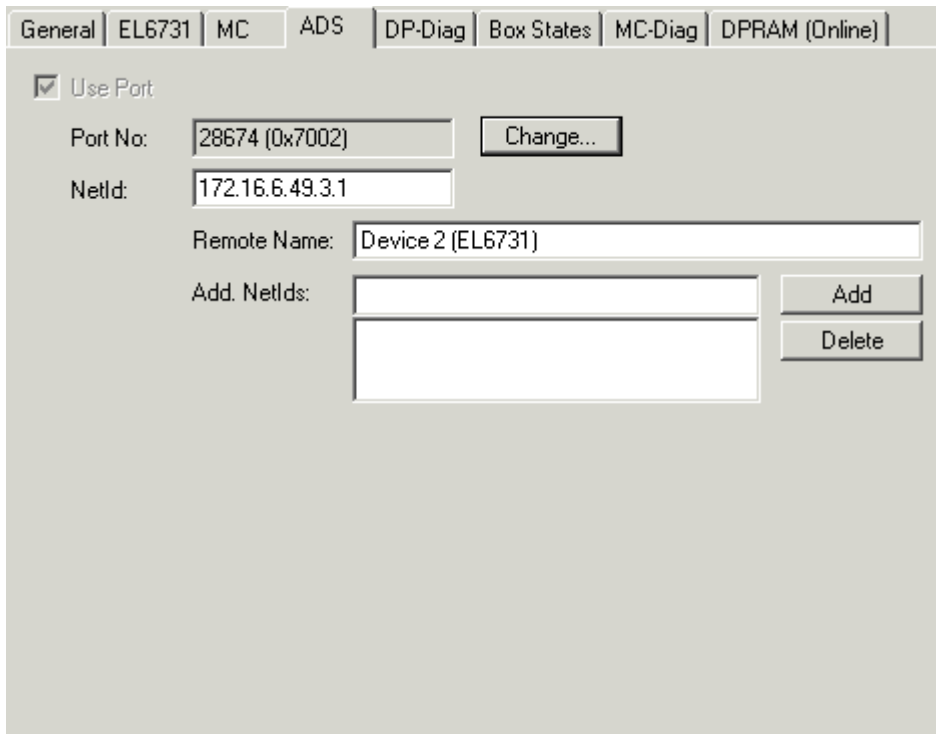 General EL6731 MC ADS DP-Diag Box States MC-Diag DPRAM (Online)
Use Port
Port No: 28674 (0x7002) Change...
NetId: 172.16.6.49.3.1
Remote Name: Device 2 (EL6731)
Add. NetIds: Add
Delete